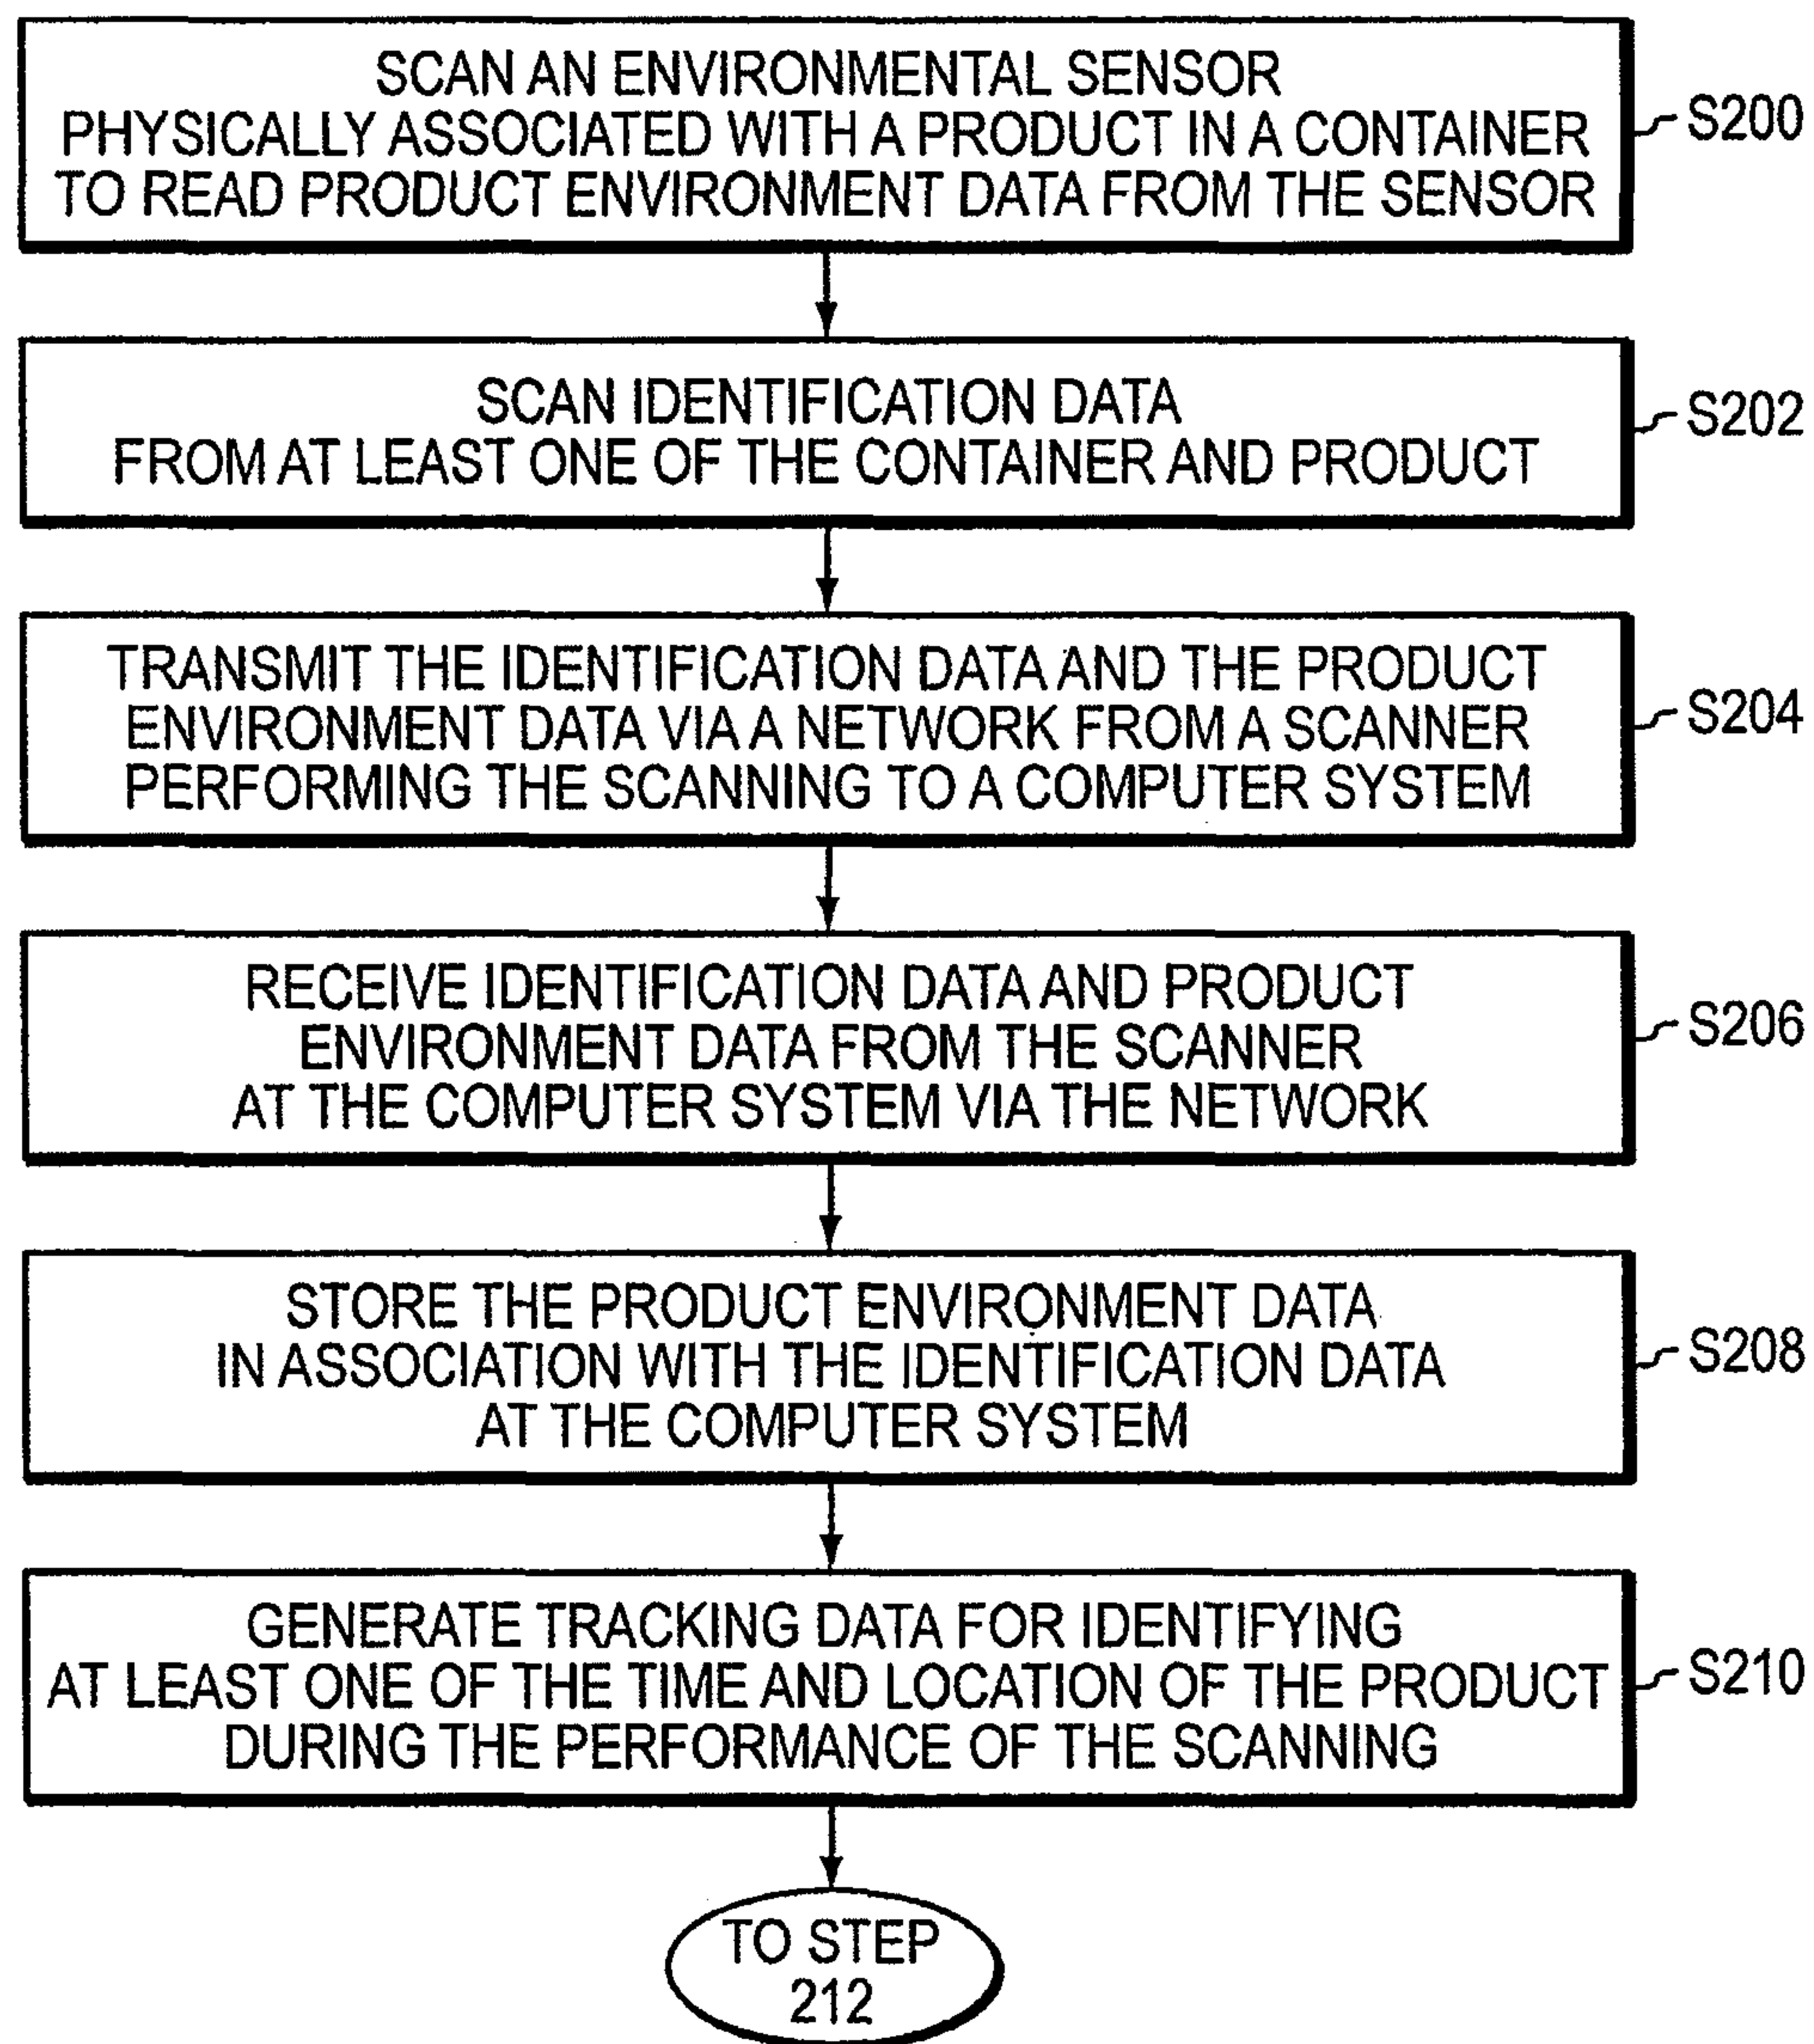 SCAN AN ENVIRONMENTAL SENSOR
PHYSICALLY ASSOCIATED WITH A PRODUCT IN A CONTAINER
TO READ PRODUCT ENVIRONMENT DATA FROM THE SENSOR
S200
SCAN IDENTIFICATION DATA
FROM AT LEAST ONE OF THE CONTAINER AND PRODUCT
S202
TRANSMIT THE IDENTIFICATION DATA AND THE PRODUCT
ENVIRONMENT DATA VIA A NETWORK FROM A SCANNER
PERFORMING THE SCANNING TO A COMPUTER SYSTEM
S204
RECEIVE IDENTIFICATION DATA AND PRODUCT
ENVIRONMENT DATA FROM THE SCANNER
AT THE COMPUTER SYSTEM VIA THE NETWORK
S206
STORE THE PRODUCT ENVIRONMENT DATA
IN ASSOCIATION WITH THE IDENTIFICATION DATA
AT THE COMPUTER SYSTEM
S208
GENERATE TRACKING DATA FOR IDENTIFYING
AT LEAST ONE OF THE TIME AND LOCATION OF THE PRODUCT
DURING THE PERFORMANCE OF THE SCANNING
S210
TO STEP
212